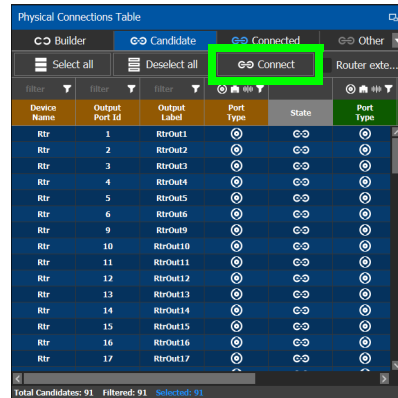 Physical Connections Table
Builder Candidate Connected Other
Select all Deselect all Connect Router exte...
filter filter filter
Device Name Output Port Id Output Label Port Type State Port Type
Rtr 1 RtrOut1
Rtr 2 RtrOut2
Rtr 3 RtrOut3
Rtr 4 RtrOut4
Rtr 5 RtrOut5
Rtr 6 RtrOut6
Rtr 9 RtrOut9
Rtr 10 RtrOut10
Rtr 11 RtrOut11
Rtr 12 RtrOut12
Rtr 13 RtrOut13
Rtr 14 RtrOut14
Rtr 15 RtrOut15
Rtr 16 RtrOut16
Rtr 17 RtrOut17
Total Candidates: 91 Filtered: 91 Selected: 91